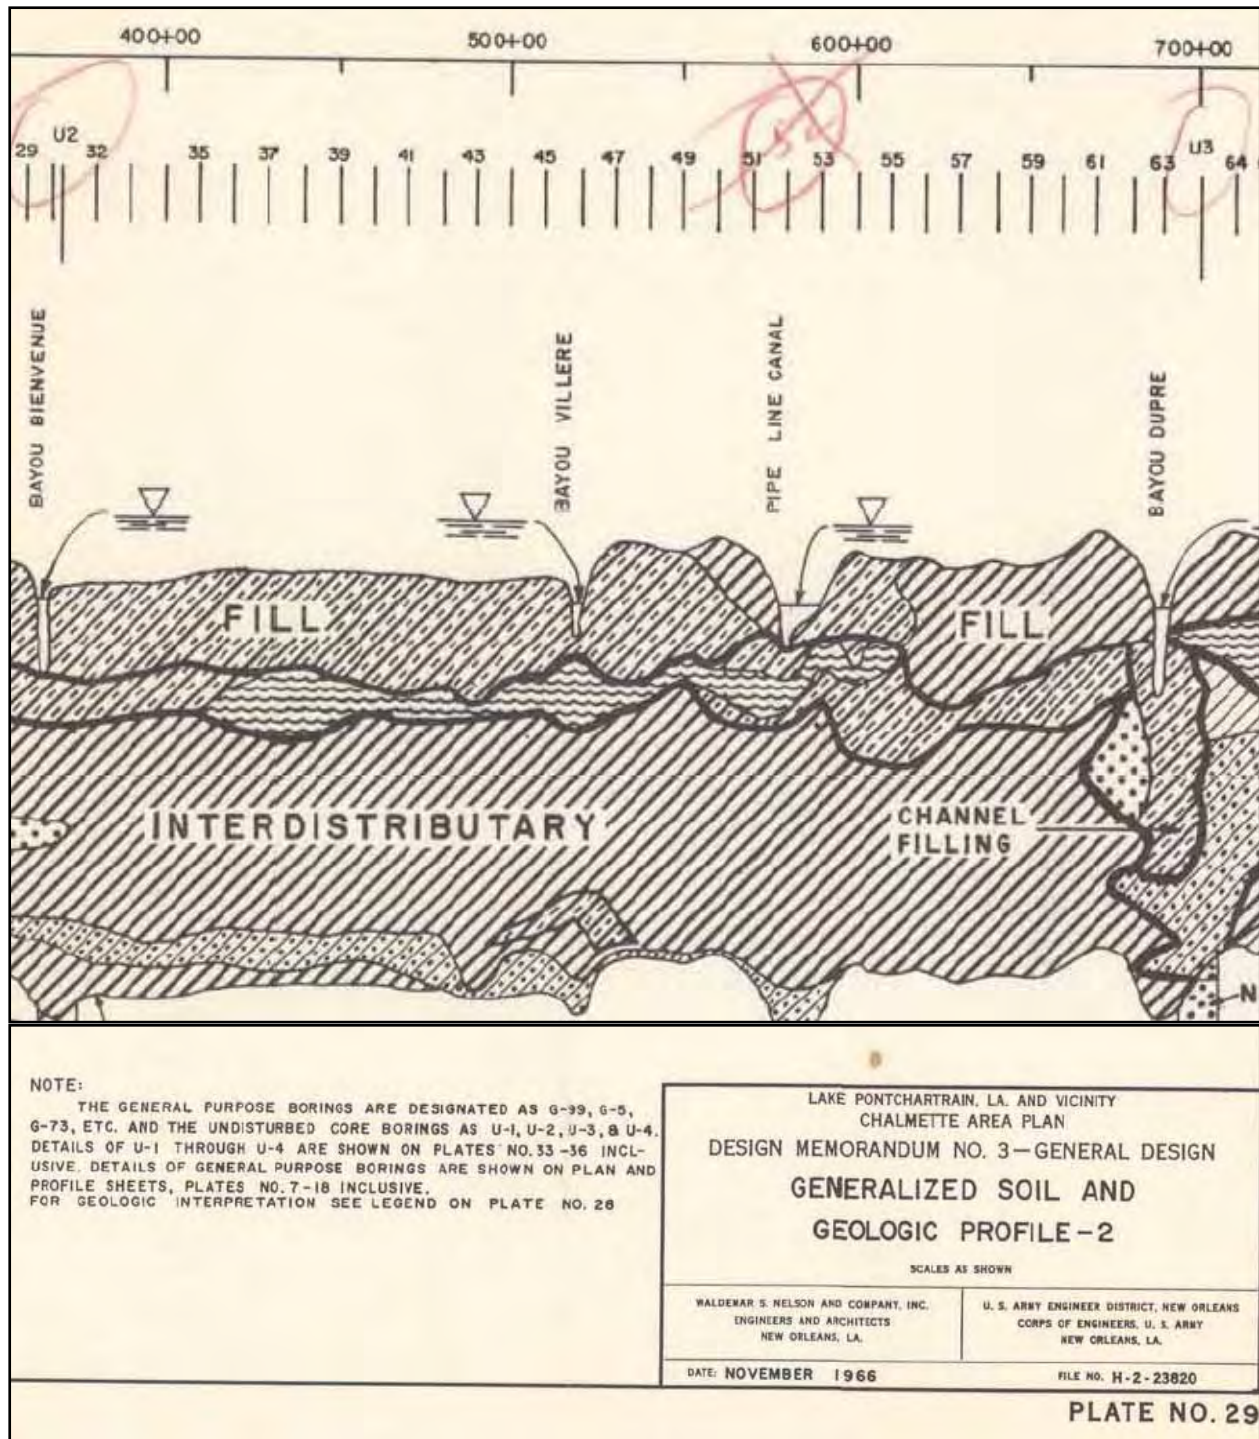 400+00 500+00 600+00 700+00
U2 U3
29 32 35 37 39 41 43 45 47 49 51 53 55 57 59 61 63 64
BAYOU BIENVENUE
BAYOU VILLERE
PIPE LINE CANAL
BAYOU DUPRE
FILL
FILL
INTERDISTRIBUTARY
CHANNEL
FILLING
N
NOTE:
THE GENERAL PURPOSE BORINGS ARE DESIGNATED AS G-99, G-5,
G-73, ETC. AND THE UNDISTURBED CORE BORINGS AS U-1, U-2, U-3, & U-4.
DETAILS OF U-1 THROUGH U-4 ARE SHOWN ON PLATES NO. 33-36 INCL-
USIVE. DETAILS OF GENERAL PURPOSE BORINGS ARE SHOWN ON PLAN AND
PROFILE SHEETS, PLATES NO. 7-18 INCLUSIVE.
FOR GEOLOGIC INTERPRETATION SEE LEGEND ON PLATE NO. 28
LAKE PONTCHARTRAIN, LA. AND VICINITY
CHALMETTE AREA PLAN
DESIGN MEMORANDUM NO. 3—GENERAL DESIGN
GENERALIZED SOIL AND
GEOLOGIC PROFILE-2
SCALES AS SHOWN
WALDEMAR S. NELSON AND COMPANY, INC.
ENGINEERS AND ARCHITECTS
NEW ORLEANS, LA.
U. S. ARMY ENGINEER DISTRICT, NEW ORLEANS
CORPS OF ENGINEERS, U. S. ARMY
NEW ORLEANS, LA.
DATE: NOVEMBER 1966
FILE NO. H-2-23820
PLATE NO. 29